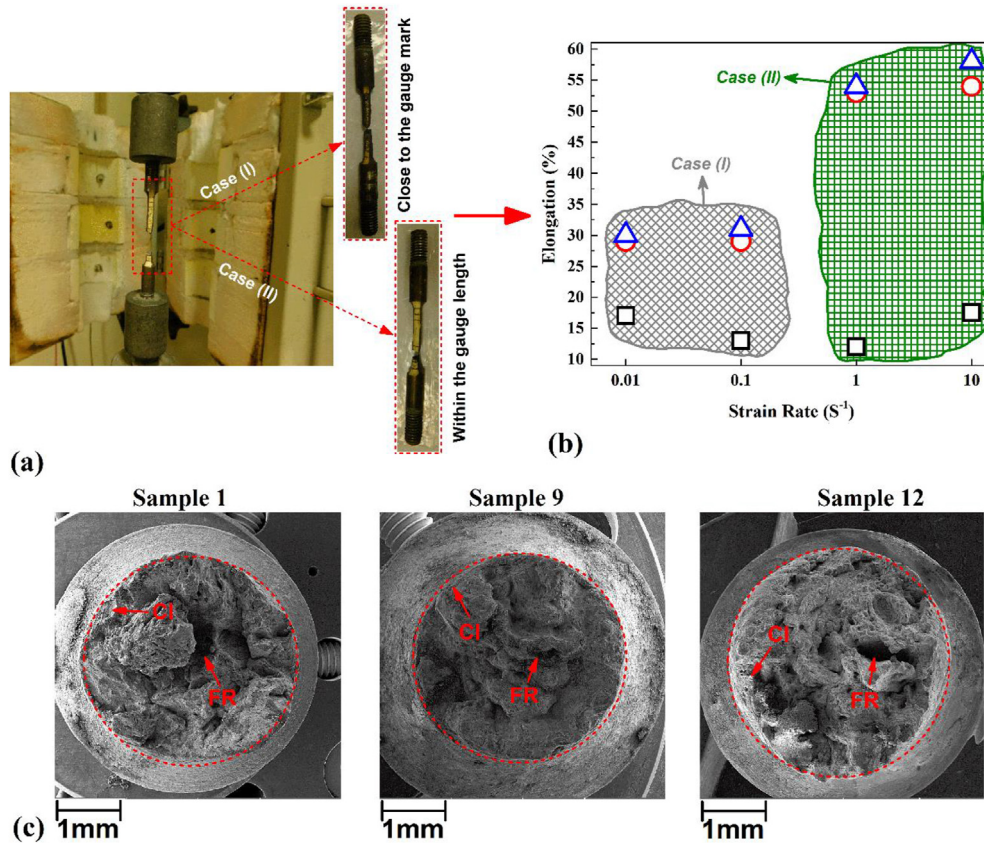 Case (I)
Case (II)
Close to the gauge mark
Within the gauge length
(a)
Elongation (%)
60
55
50
45
40
35
30
25
20
15
10
0.01
0.1
1
10
Strain Rate (S⁻¹)
Case (I)
Case (II)
(b)
Sample 1
Sample 9
Sample 12
CI
FR
CI
FR
CI
FR
1mm
1mm
1mm
(c)